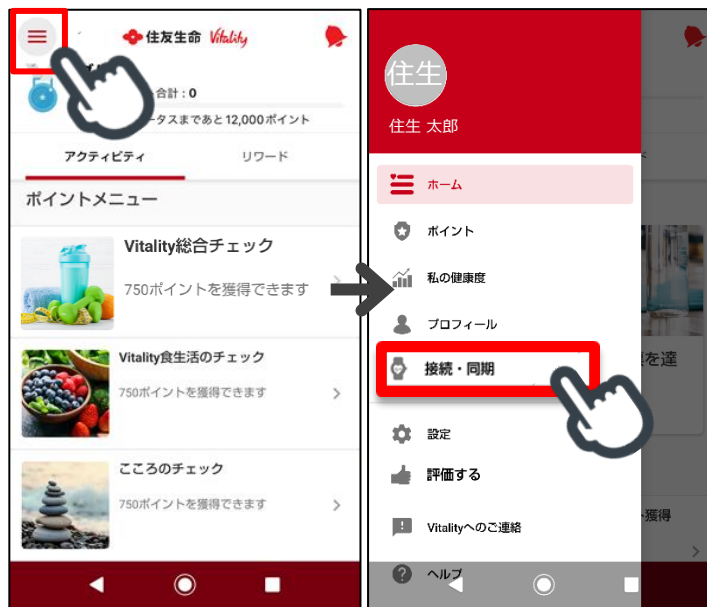 住友生命 Vitality
合計：0
ータスまであと12,000ポイント
アクティビティ
リワード
ポイントメニュー
Vitality総合チェック
750ポイントを獲得できます
Vitality食生活のチェック
750ポイントを獲得できます
こころのチェック
750ポイントを獲得できます
住生
住生 太郎
ホーム
ポイント
私の健康度
プロフィール
接続・同期
設定
評価する
Vitalityへのご連絡
ヘルプ
を達
獲得